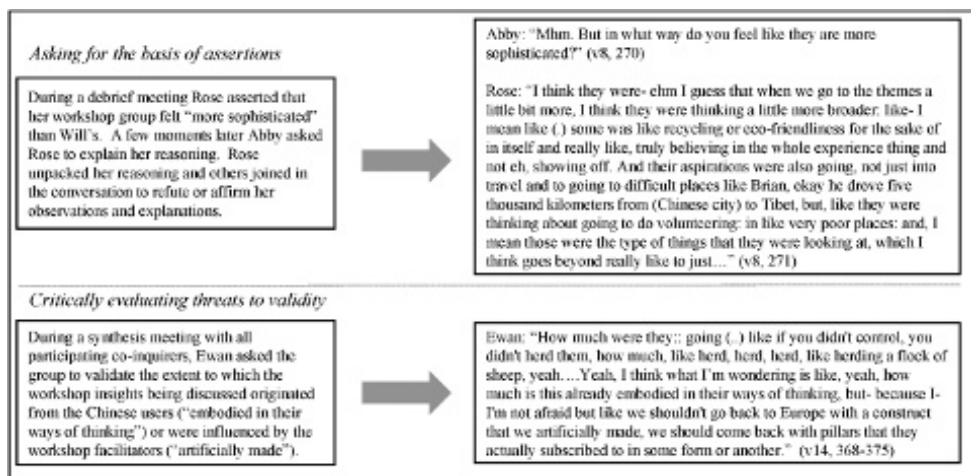 Asking for the basis of assertions
During a debrief meeting Rose asserted that
her workshop group felt “more sophisticated”
than Will's. A few moments later Abby asked
Rose to explain her reasoning. Rose
unpacked her reasoning and others joined in
the conversation to refute or affirm her
observations and explanations.
Abby: “Mhm. But in what way do you feel like they are more
sophisticated?” (v8, 270)
Rose: “I think they were- ehm I guess that when we go to the themes a
little bit more, I think they were thinking a little more broader: like- I
mean like (.) some was like recycling or eco-friendliness for the sake of
in itself and really like, truly believing in the whole experience thing and
not eh, showing off. And their aspirations were also going, not just into
travel and to going to difficult places like Brian, okay he drove five
thousand kilometers from (Chinese city) to Tibet, but, like they were
thinking about going to do volunteering: in like very poor places: and, I
mean those were the type of things that they were looking at, which I
think goes beyond really like to just…” (v8, 271)
Critically evaluating threats to validity
During a synthesis meeting with all
participating co-inquirers, Ewan asked the
group to validate the extent to which the
workshop insights being discussed originated
from the Chinese users (“embodied in their
ways of thinking”) or were influenced by the
workshop facilitators (“artificially made”).
Ewan: “How much were they:: going (..) like if you didn't control, you
didn't herd them, how much, like herd, herd, herd, like herding a flock of
sheep, yeah….Yeah, I think what I'm wondering is like, yeah, how
much is this already embodied in their ways of thinking, but- because I-
I'm not afraid but like we shouldn't go back to Europe with a construct
that we artificially made, we should come back with pillars that they
actually subscribed to in some form or another.” (v14, 368-375)